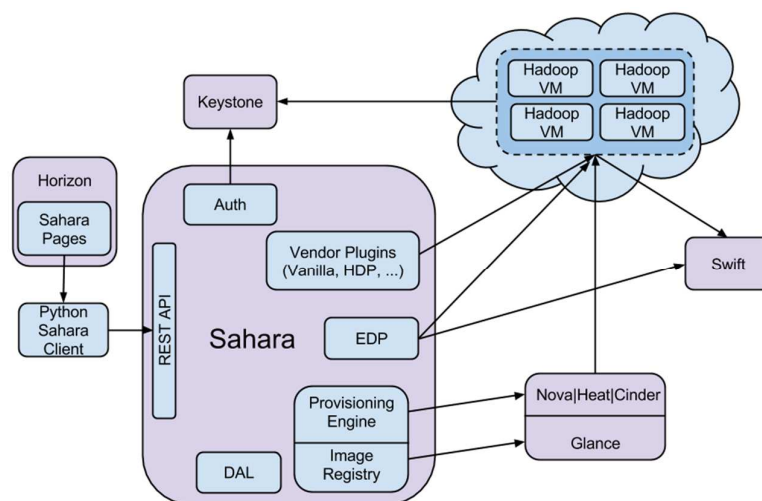 Hadoop
VM
Hadoop
VM
Hadoop
VM
Hadoop
VM
Keystone
Horizon
Sahara
Pages
Python
Sahara
Client
REST API
Auth
Vendor Plugins
(Vanilla, HDP, ...)
Sahara
EDP
Provisioning
Engine
Image
Registry
DAL
Swift
Nova|Heat|Cinder
Glance